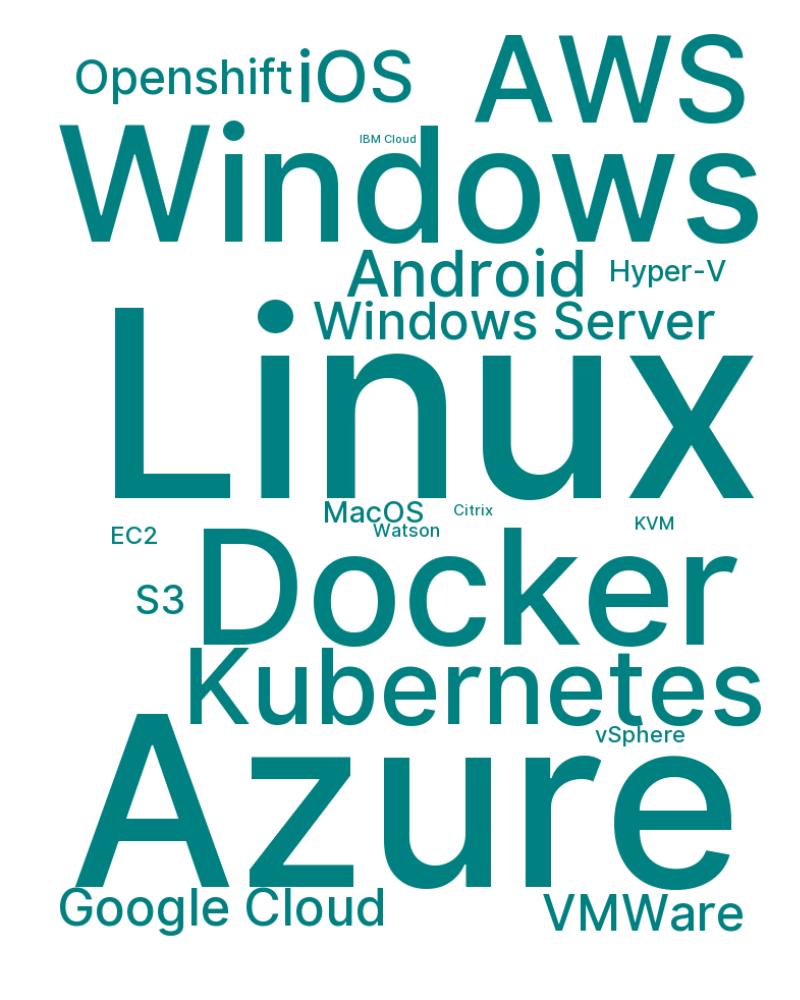 Openshift iOS AWS
IBM Cloud
Windows
Android Hyper-V
Windows Server
Linux
MacOS Citrix
Watson KVM
EC2
Docker
S3
Kubernetes
vSphere
Azure
Google Cloud VMWare